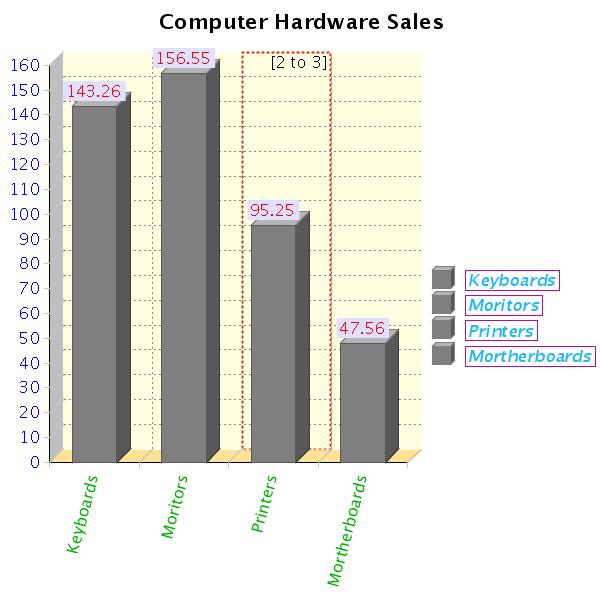 Computer Hardware Sales
160
150
140
130
120
110
100
90
80
70
60
50
40
30
20
10
0
143.26
156.55
[2 to 3]
95.25
47.56
Keyboards
Moritors
Printers
Mortherboards
Keyboards
Moritors
Printers
Mortherboards